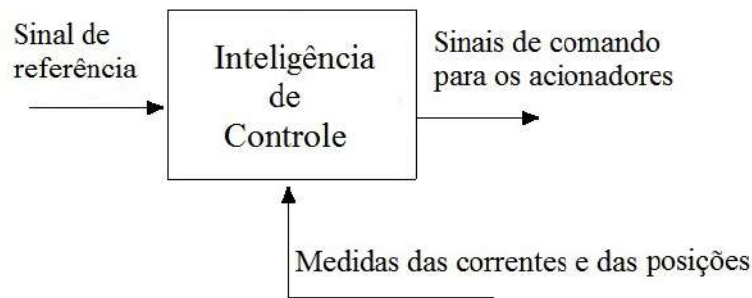 Sinal de
referência
Inteligência
de
Controle
Sinais de comando
para os acionadores
Medidas das correntes e das posições